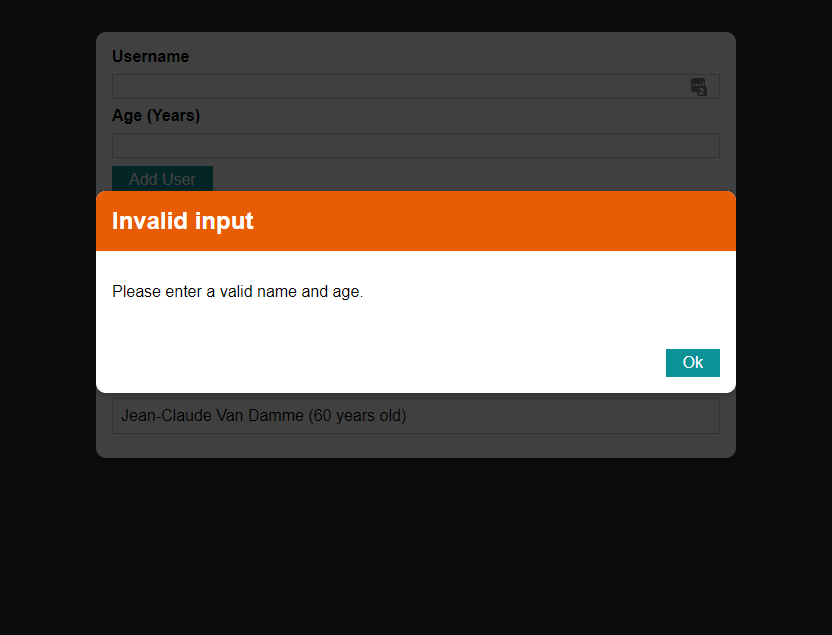 Username
Age (Years)
Add User
Invalid input
Please enter a valid name and age.
Ok
Jean-Claude Van Damme (60 years old)